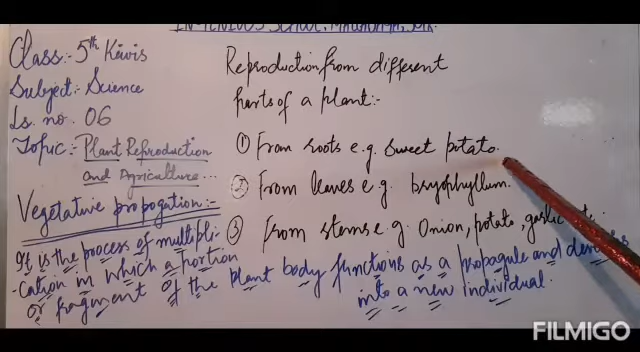 Class:- 5th Kiwis
Subject:- Science
Ls. no. 06
Topic:- Plant Reproduction
and Agriculture...
Vegetative propogation:-
It is the process of multipli-
-cation in which a portion
or fragment of the plant body functions as a propagule and develops
into a new individual.
Reproduction from different
parts of a plant:-
① From roots e.g. sweet potato.
② From leaves e.g. bryophyllum.
③ From stems e.g. Onion, potato, garlic
FILMIGO